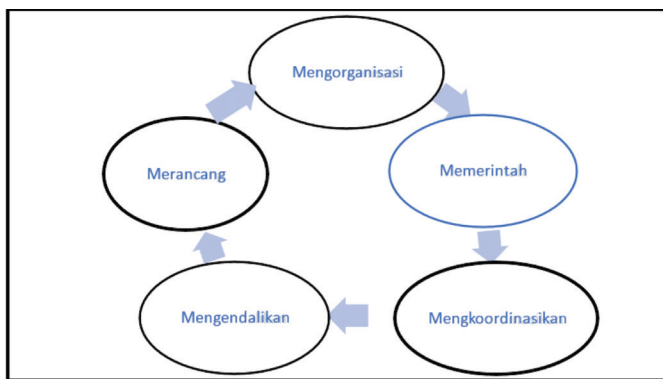 Mengorganisasi
Merancang
Memerintah
Mengendalikan
Mengkoordinasikan